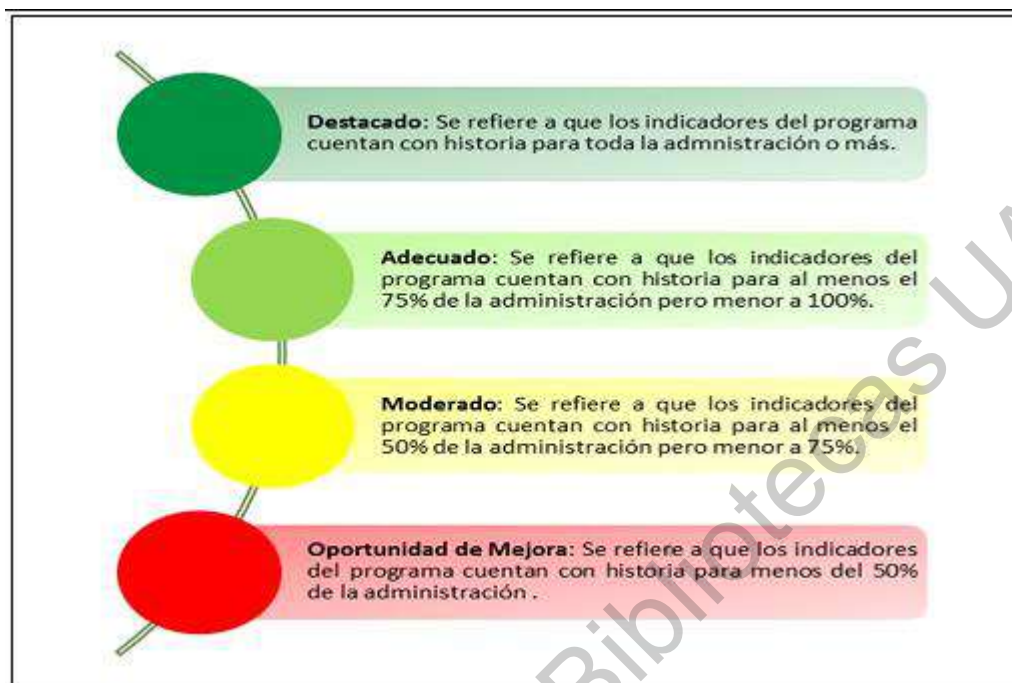 Destacado: Se refiere a que los indicadores del programa
cuentan con historia para toda la admnistración o más.
Adecuado: Se refiere a que los indicadores del
programa cuentan con historia para al menos el
75% de la administración pero menor a 100%.
Moderado: Se refiere a que los indicadores del
programa cuentan con historia para al menos el
50% de la administración pero menor a 75%.
Oportunidad de Mejora: Se refiere a que los indicadores
del programa cuentan con historia para menos del 50%
de la administración .
Bibliotecas